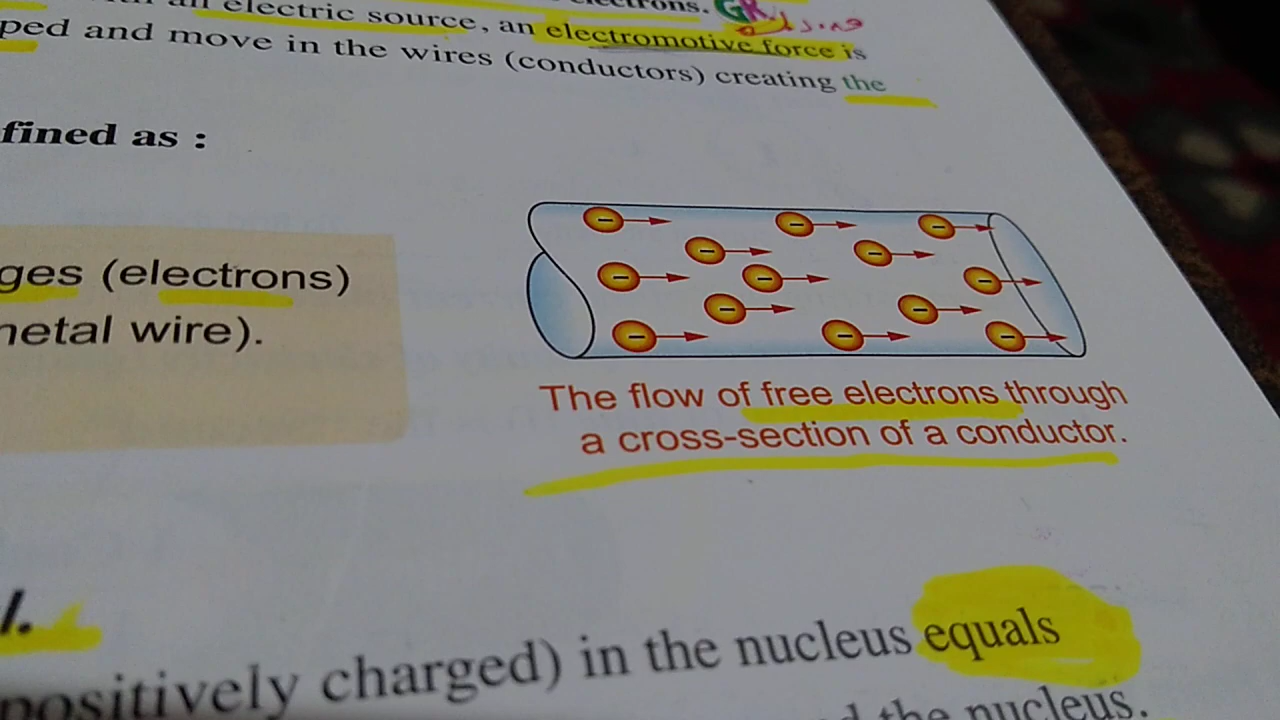 electrons.
an electric source, an electromotive force is
ped and move in the wires (conductors) creating the
fined as :
ges (electrons)
netal wire).
The flow of free electrons through
a cross-section of a conductor.
l.
positively charged) in the nucleus equals
the nucleus.